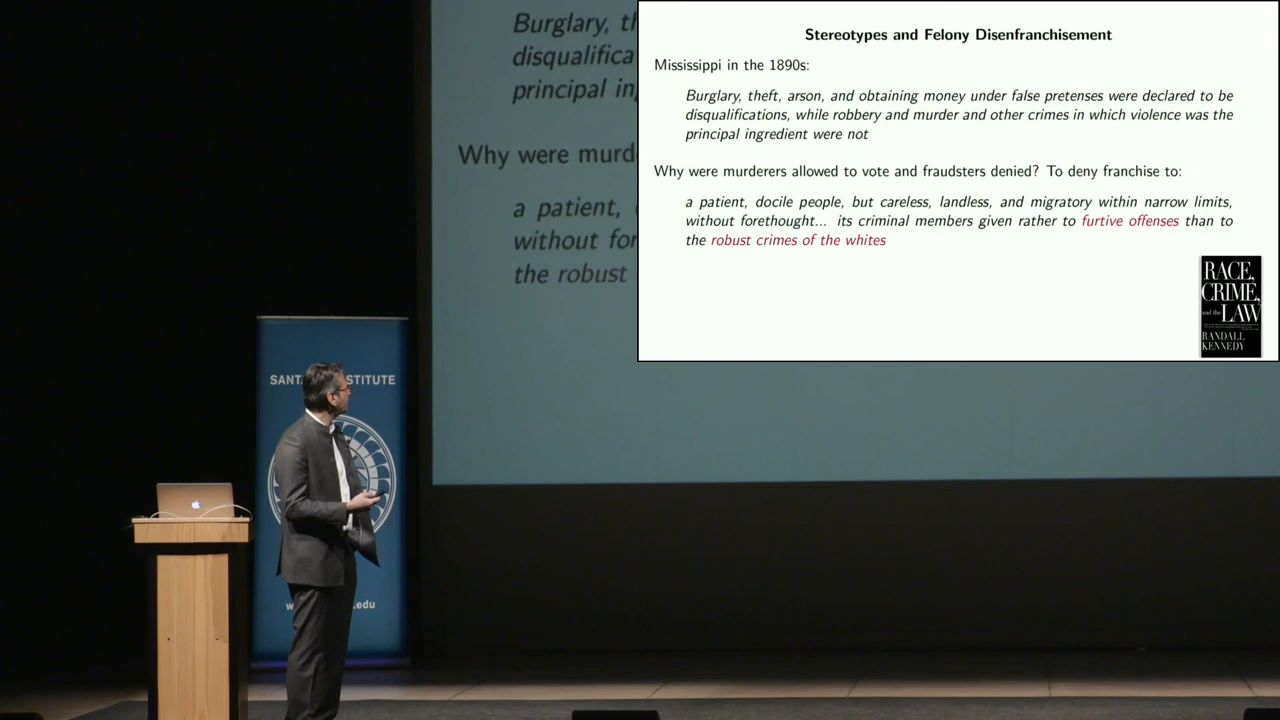 Burglary, th
disqualifica
principal in
Why were murd
a patient,
without for
the robust
Stereotypes and Felony Disenfranchisement
Mississippi in the 1890s:
Burglary, theft, arson, and obtaining money under false pretenses were declared to be
disqualifications, while robbery and murder and other crimes in which violence was the
principal ingredient were not
Why were murderers allowed to vote and fraudsters denied? To deny franchise to:
a patient, docile people, but careless, landless, and migratory within narrow limits,
without forethought... its criminal members given rather to furtive offenses than to
the robust crimes of the whites
RACE,
CRIME,
and the LAW
RANDALL
KENNEDY
SANT STITUTE
w .edu